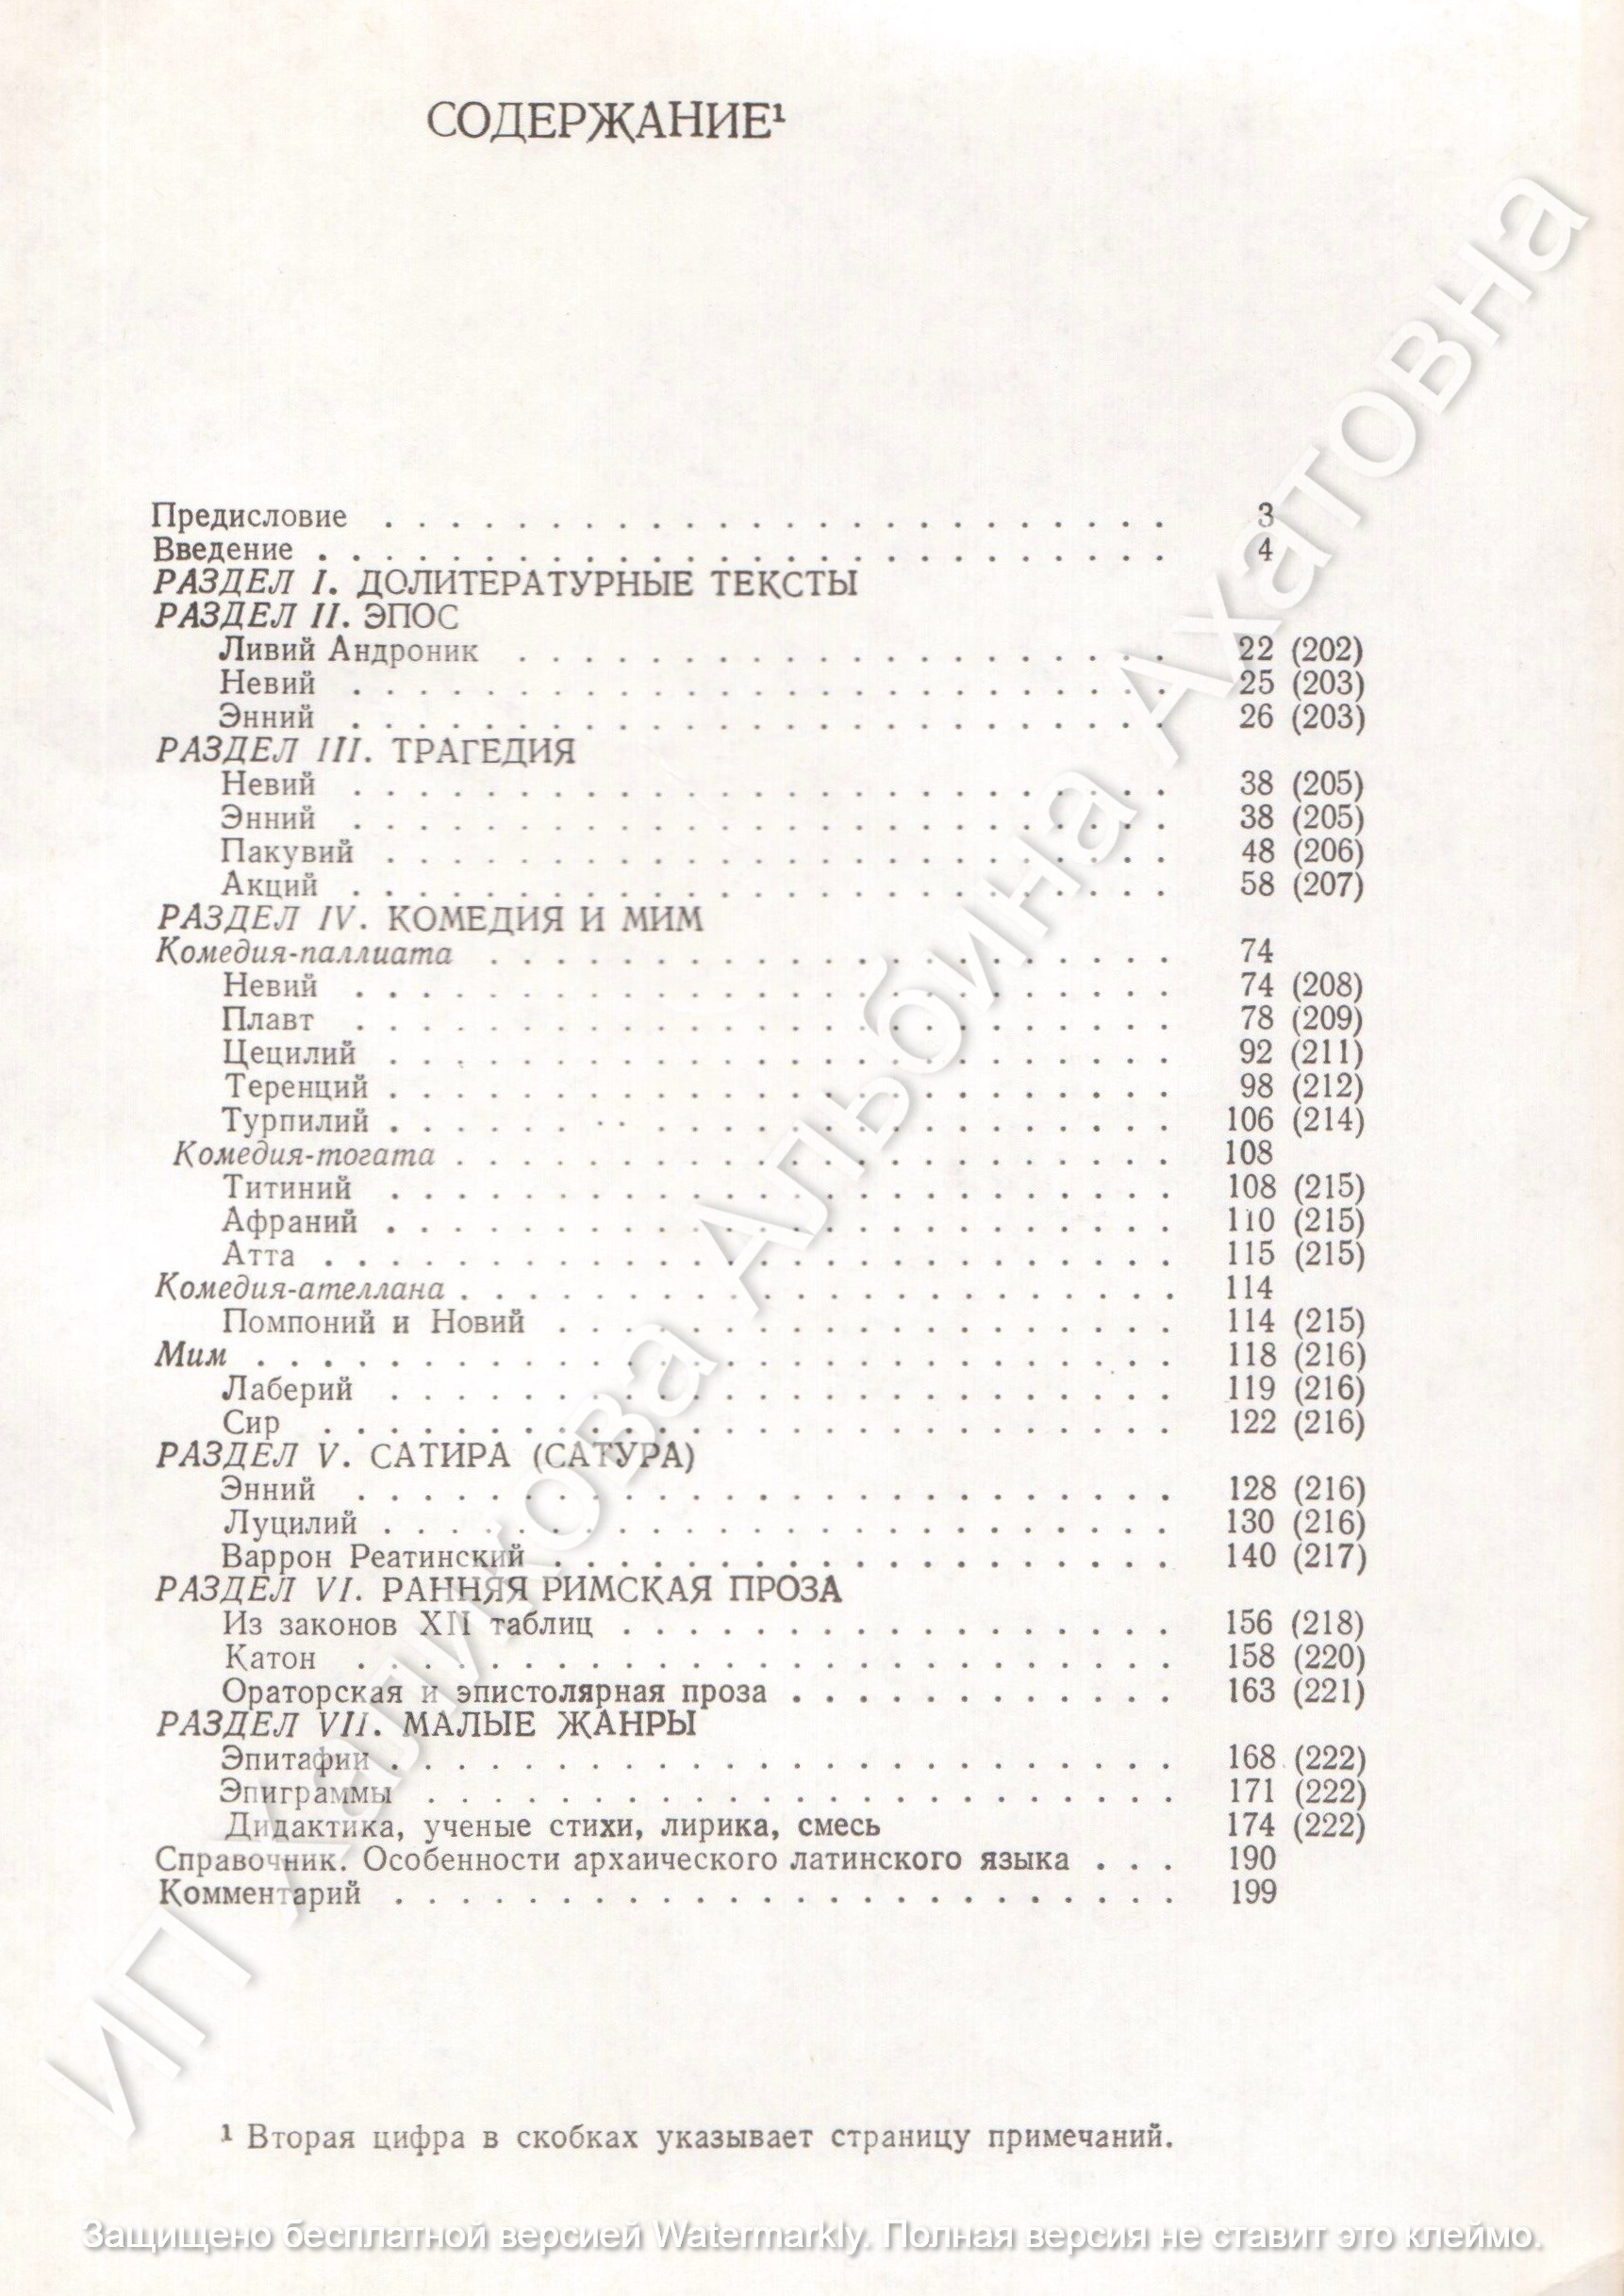 СОДЕРЖАНИЕ¹
Предисловие . . . . . . . . . . . . . . . . . . . . . . . . 3
Введение . . . . . . . . . . . . . . . . . . . . . . . . . . 4
РАЗДЕЛ I. ДОЛИТЕРАТУРНЫЕ ТЕКСТЫ
РАЗДЕЛ II. ЭПОС
Ливий Андроник . . . . . . . . . . . . . . . . . . . . 22 (202)
Невий . . . . . . . . . . . . . . . . . . . . . . . . . 25 (203)
Энний . . . . . . . . . . . . . . . . . . . . . . . . . 26 (203)
РАЗДЕЛ III. ТРАГЕДИЯ
Невий . . . . . . . . . . . . . . . . . . . . . . . . . 38 (205)
Энний . . . . . . . . . . . . . . . . . . . . . . . . . 38 (205)
Пакувий . . . . . . . . . . . . . . . . . . . . . . . . 48 (206)
Акций . . . . . . . . . . . . . . . . . . . . . . . . . 58 (207)
РАЗДЕЛ IV. КОМЕДИЯ И МИМ
Комедия-паллиата . . . . . . . . . . . . . . . . . . . . . 74
Невий . . . . . . . . . . . . . . . . . . . . . . . . . 74 (208)
Плавт . . . . . . . . . . . . . . . . . . . . . . . . . 78 (209)
Цецилий . . . . . . . . . . . . . . . . . . . . . . . . 92 (211)
Теренций . . . . . . . . . . . . . . . . . . . . . . . . 98 (212)
Турпилий . . . . . . . . . . . . . . . . . . . . . . . . 106 (214)
Комедия-тогата . . . . . . . . . . . . . . . . . . . . . . 108
Титиний . . . . . . . . . . . . . . . . . . . . . . . . 108 (215)
Афраний . . . . . . . . . . . . . . . . . . . . . . . . 110 (215)
Атта . . . . . . . . . . . . . . . . . . . . . . . . . . 115 (215)
Комедия-ателлана . . . . . . . . . . . . . . . . . . . . . . 114
Помпоний и Новий . . . . . . . . . . . . . . . . . . . 114 (215)
Мим . . . . . . . . . . . . . . . . . . . . . . . . . . . . 118 (216)
Лаберий . . . . . . . . . . . . . . . . . . . . . . . . 119 (216)
Сир . . . . . . . . . . . . . . . . . . . . . . . . . . 122 (216)
РАЗДЕЛ V. САТИРА (САТУРА)
Энний . . . . . . . . . . . . . . . . . . . . . . . . . 128 (216)
Луцилий . . . . . . . . . . . . . . . . . . . . . . . . 130 (216)
Варрон Реатинский . . . . . . . . . . . . . . . . . . . 140 (217)
РАЗДЕЛ VI. РАННЯЯ РИМСКАЯ ПРОЗА
Из законов XII таблиц . . . . . . . . . . . . . . . . . 156 (218)
Катон . . . . . . . . . . . . . . . . . . . . . . . . . 158 (220)
Ораторская и эпистолярная проза . . . . . . . . . . . . 163 (221)
РАЗДЕЛ VII. МАЛЫЕ ЖАНРЫ
Эпитафии . . . . . . . . . . . . . . . . . . . . . . . . 168 (222)
Эпиграммы . . . . . . . . . . . . . . . . . . . . . . . 171 (222)
Дидактика, ученые стихи, лирика, смесь 174 (222)
Справочник. Особенности архаического латинского языка . . . 190
Комментарий . . . . . . . . . . . . . . . . . . . . . . . . 199
¹ Вторая цифра в скобках указывает страницу примечаний.
ИП Халикова Альбина Ахатовна
Защищено бесплатной версией Watermarkly. Полная версия не ставит это клеймо.